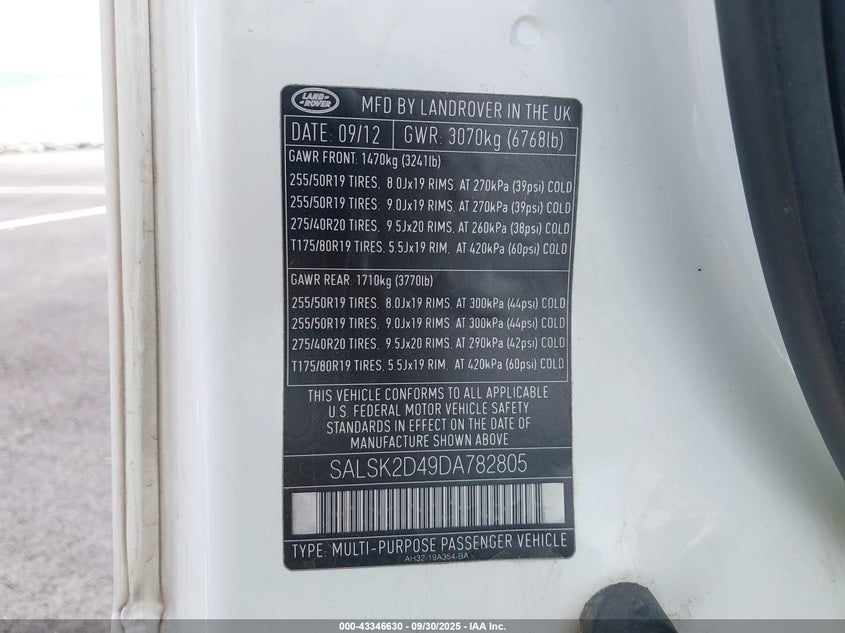 LAND
ROVER
MFD BY LANDROVER IN THE UK
DATE: 09/12 GWR: 3070kg (6768lb)
GAWR FRONT: 1470kg (3241lb)
255/50R19 TIRES. 8.0Jx19 RIMS. AT 270kPa (39psi) COLD
255/50R19 TIRES. 9.0Jx19 RIMS. AT 270kPa (39psi) COLD
275/40R20 TIRES. 9.5Jx20 RIMS. AT 260kPa (38psi) COLD
T175/80R19 TIRES. 5.5Jx19 RIM. AT 420kPa (60psi) COLD
GAWR REAR: 1710kg (3770lb)
255/50R19 TIRES. 8.0Jx19 RIMS. AT 300kPa (44psi) COLD
255/50R19 TIRES. 9.0Jx19 RIMS. AT 300kPa (44psi) COLD
275/40R20 TIRES. 9.5Jx20 RIMS. AT 290kPa (42psi) COLD
T175/80R19 TIRES. 5.5Jx19 RIM. AT 420kPa (60psi) COLD
THIS VEHICLE CONFORMS TO ALL APPLICABLE
U.S. FEDERAL MOTOR VEHICLE SAFETY
STANDARDS IN EFFECT ON THE DATE OF
MANUFACTURE SHOWN ABOVE
SALSK2D49DA782805
TYPE: MULTI-PURPOSE PASSENGER VEHICLE
AH32-19A354-BA
000-43346630 - 09/30/2025 - IAA Inc.